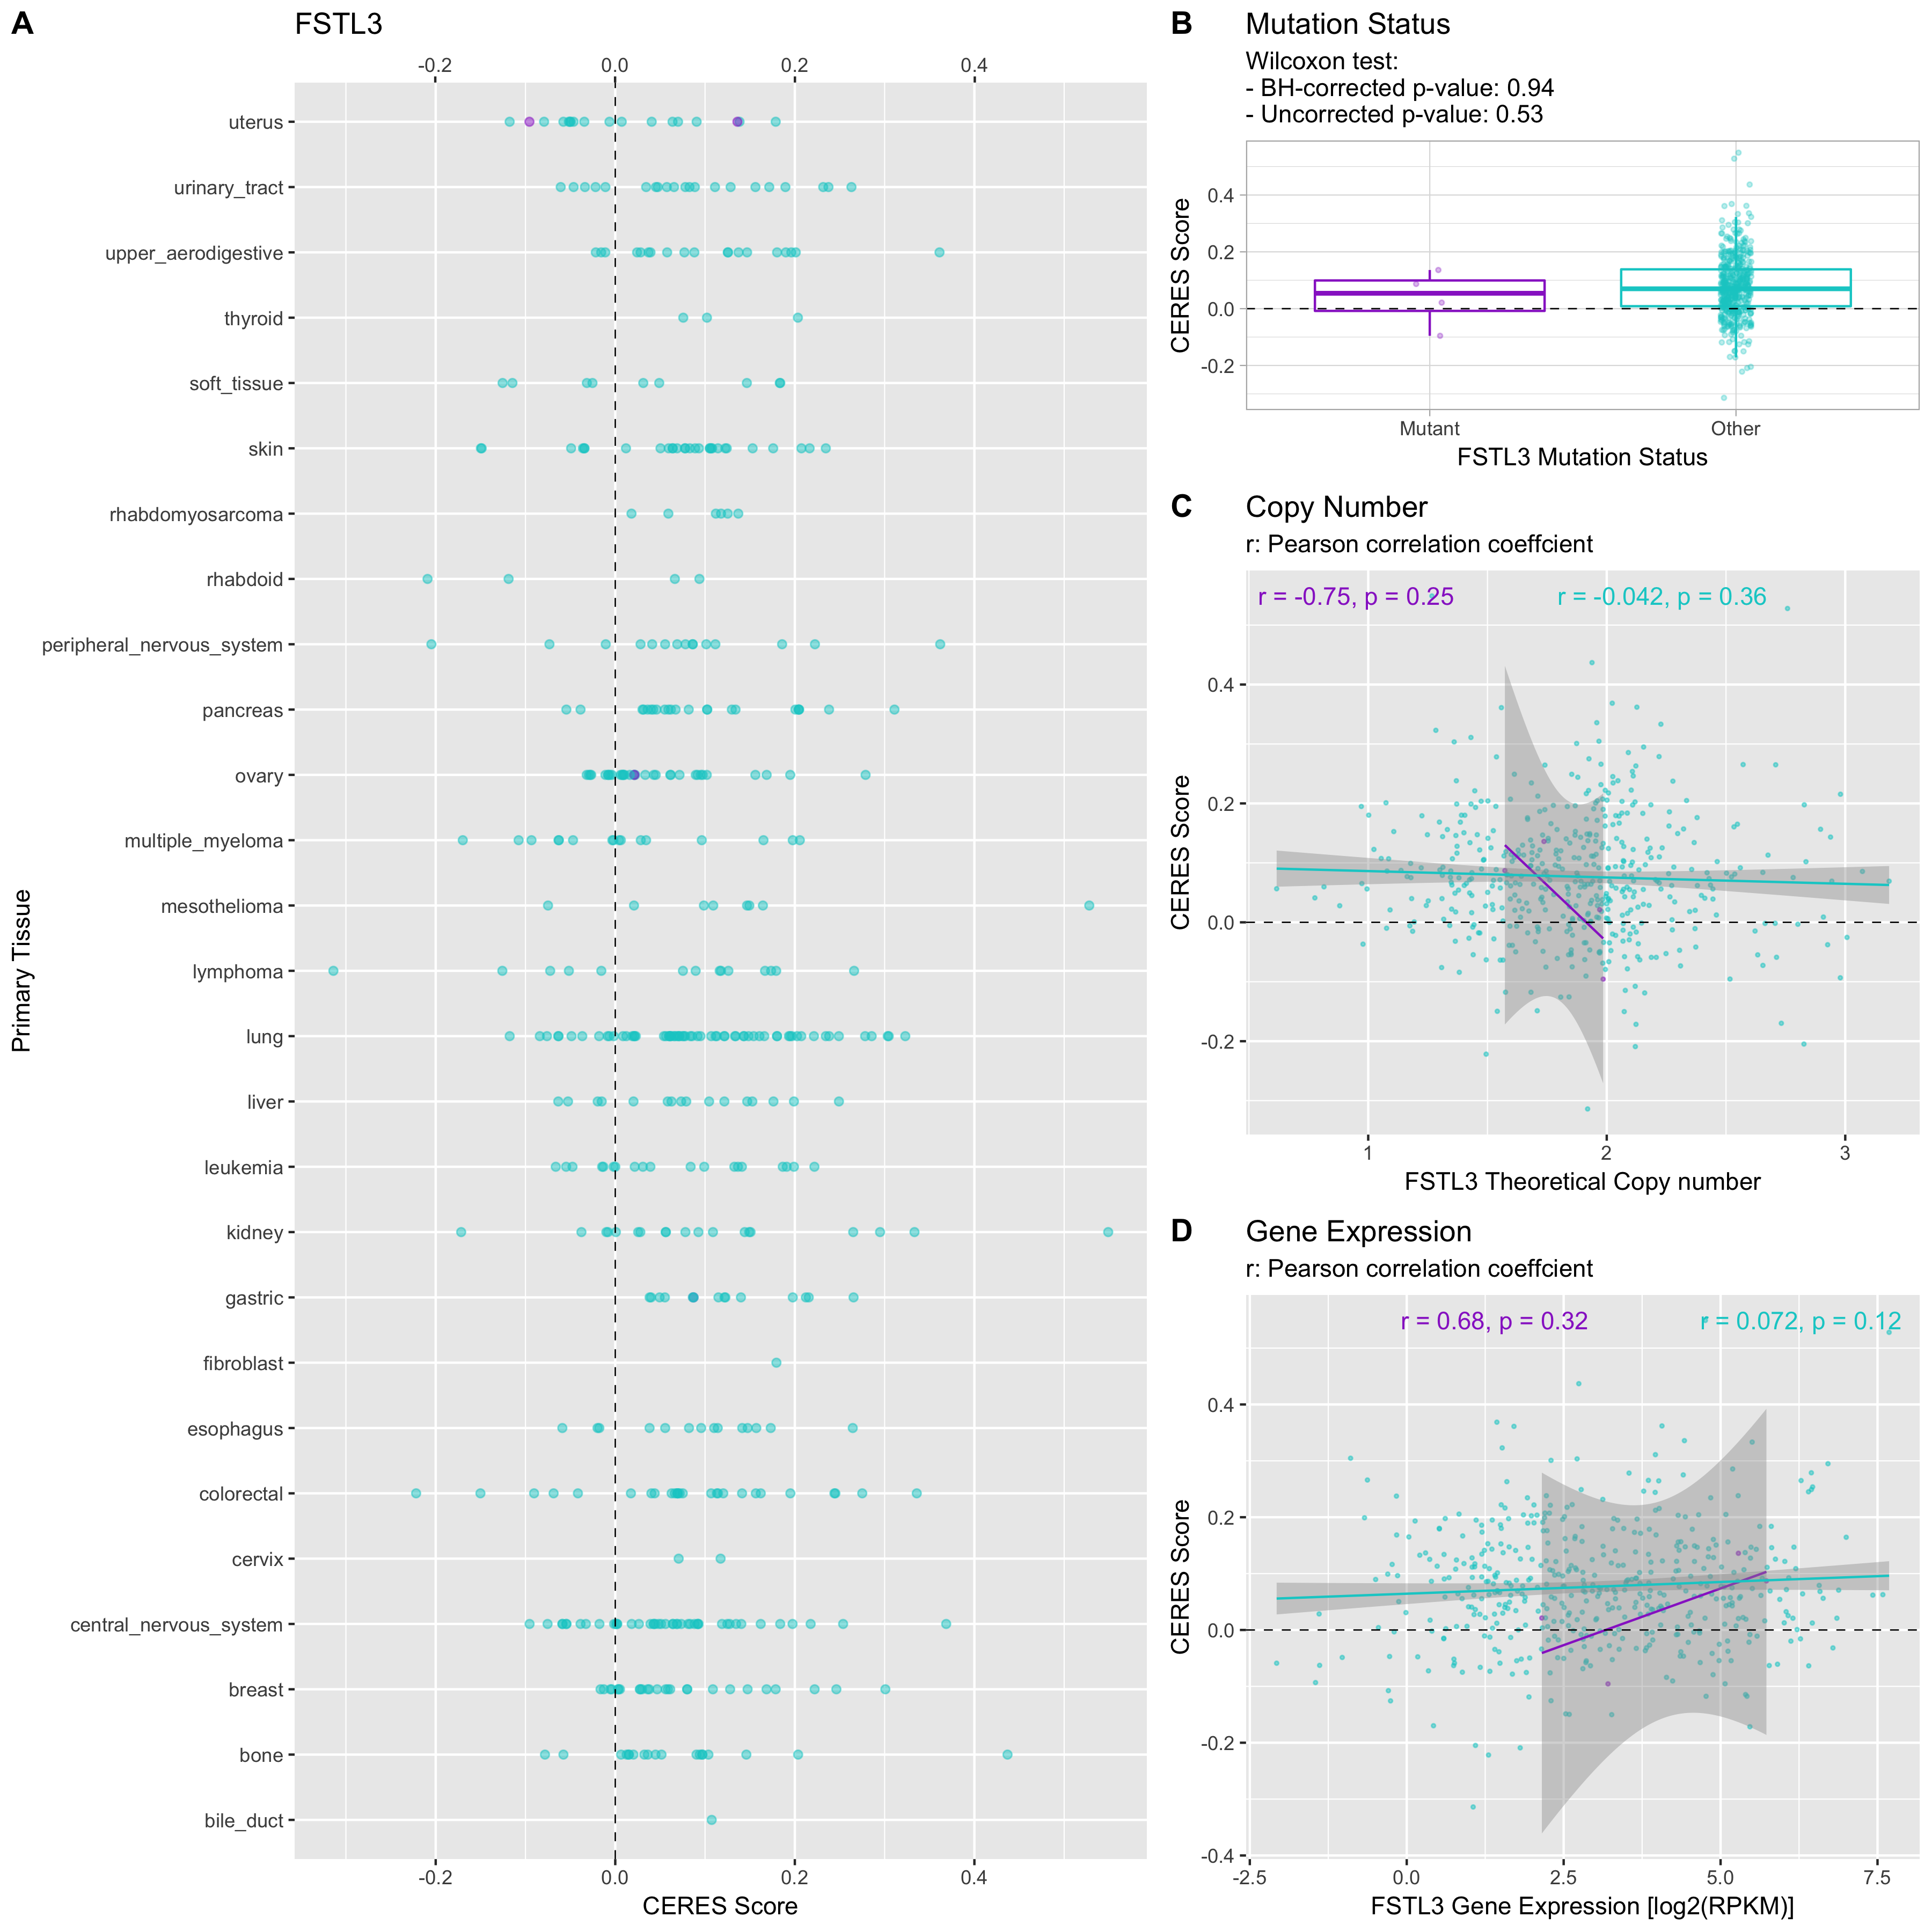 A
FSTL3
-0.2 0.0 0.2 0.4
uterus
urinary_tract
upper_aerodigestive
thyroid
soft_tissue
skin
rhabdomyosarcoma
rhabdoid
peripheral_nervous_system
pancreas
ovary
multiple_myeloma
mesothelioma
lymphoma
lung
liver
leukemia
kidney
gastric
fibroblast
esophagus
colorectal
cervix
central_nervous_system
breast
bone
bile_duct
Primary Tissue
-0.2 0.0 0.2 0.4
CERES Score
B
Mutation Status
Wilcoxon test:
- BH-corrected p-value: 0.94
- Uncorrected p-value: 0.53
CERES Score
0.4
0.2
0.0
-0.2
Mutant Other
FSTL3 Mutation Status
C
Copy Number
r: Pearson correlation coeffcient
r = -0.75, p = 0.25 r = -0.042, p = 0.36
CERES Score
0.4
0.2
0.0
-0.2
1 2 3
FSTL3 Theoretical Copy number
D
Gene Expression
r: Pearson correlation coeffcient
r = 0.68, p = 0.32 r = 0.072, p = 0.12
CERES Score
0.4
0.2
0.0
-0.2
-0.4
-2.5 0.0 2.5 5.0 7.5
FSTL3 Gene Expression [log2(RPKM)]